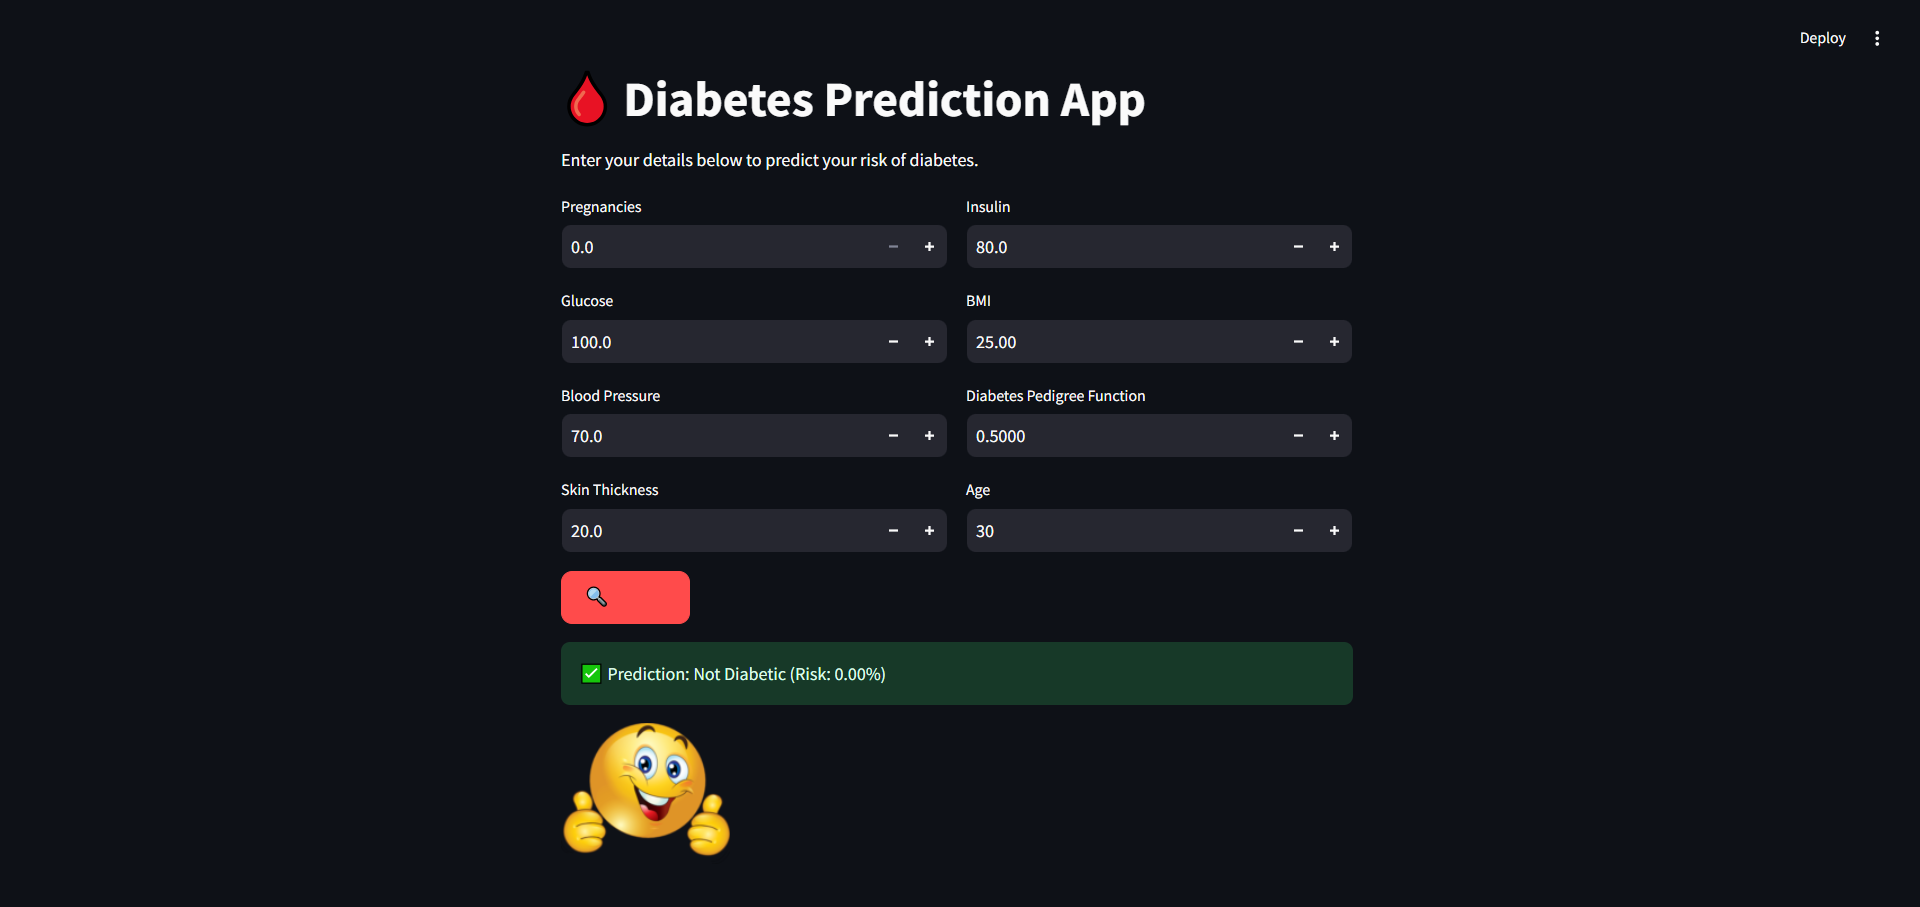 Deploy
Diabetes Prediction App
Enter your details below to predict your risk of diabetes.
Pregnancies
0.0
Insulin
80.0
Glucose
100.0
BMI
25.00
Blood Pressure
70.0
Diabetes Pedigree Function
0.5000
Skin Thickness
20.0
Age
30
Prediction: Not Diabetic (Risk: 0.00%)